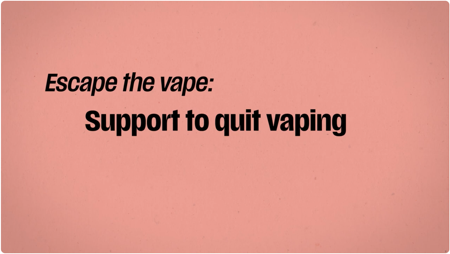 Escape the vape:
Support to quit vaping